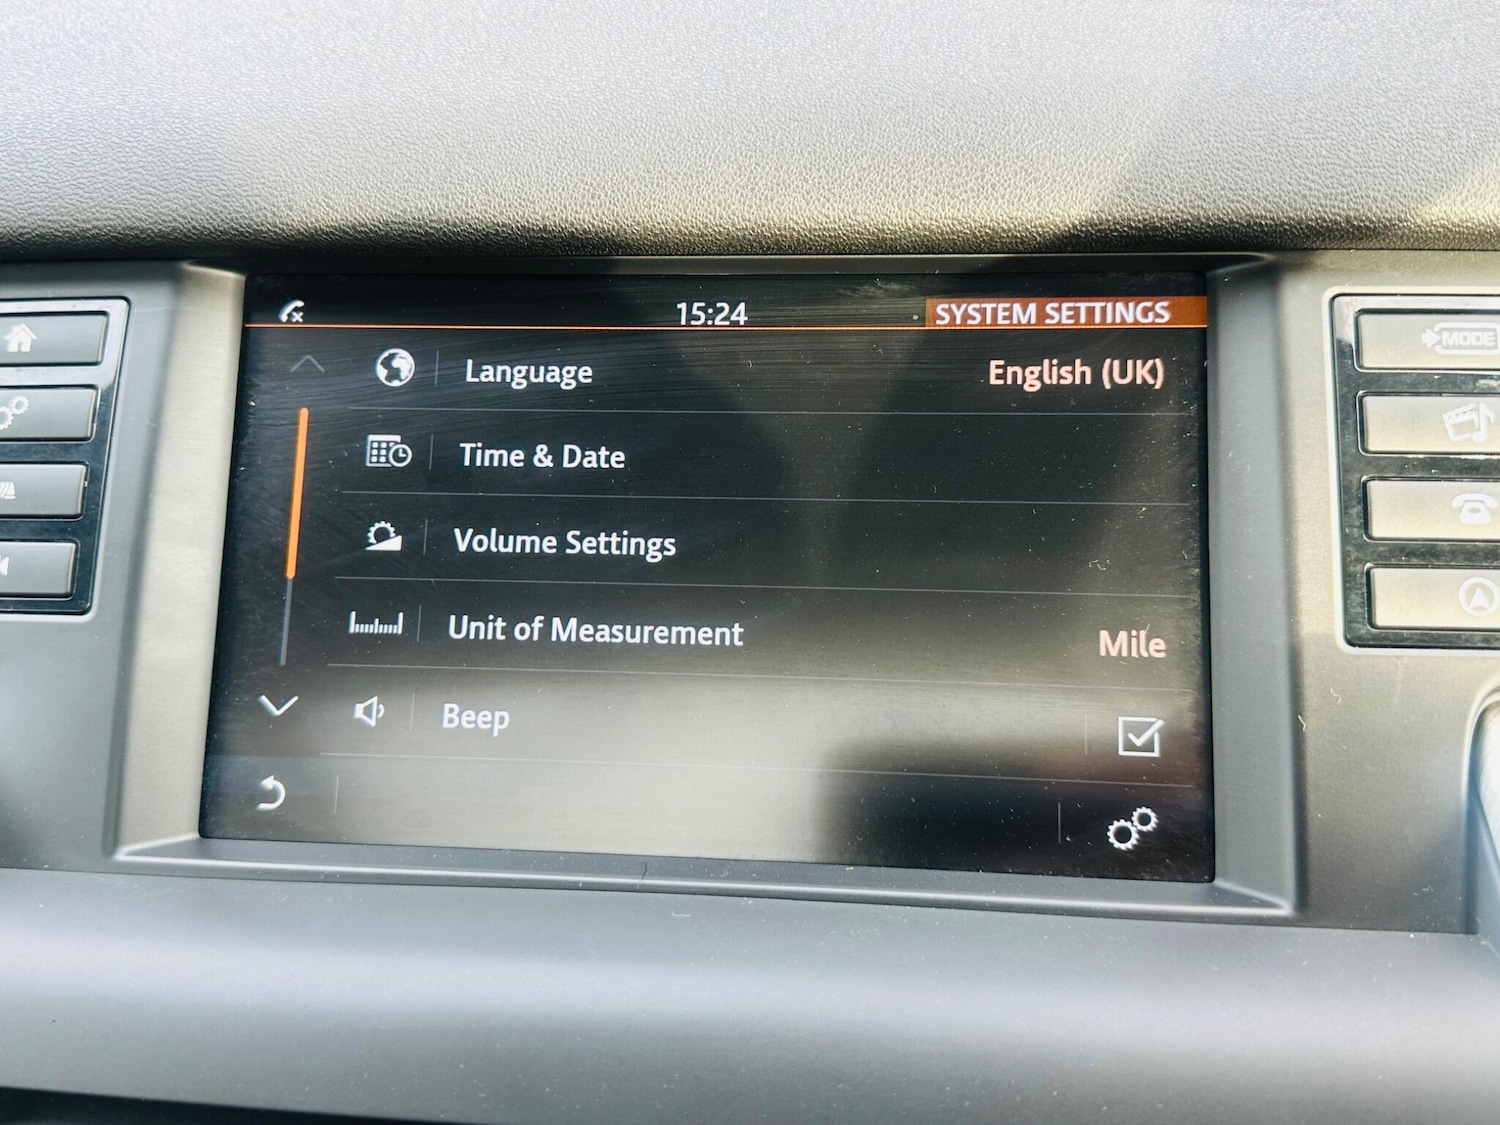 15:24
SYSTEM SETTINGS
Language English (UK)
Time & Date
Volume Settings
Unit of Measurement Mile
Beep
MODE